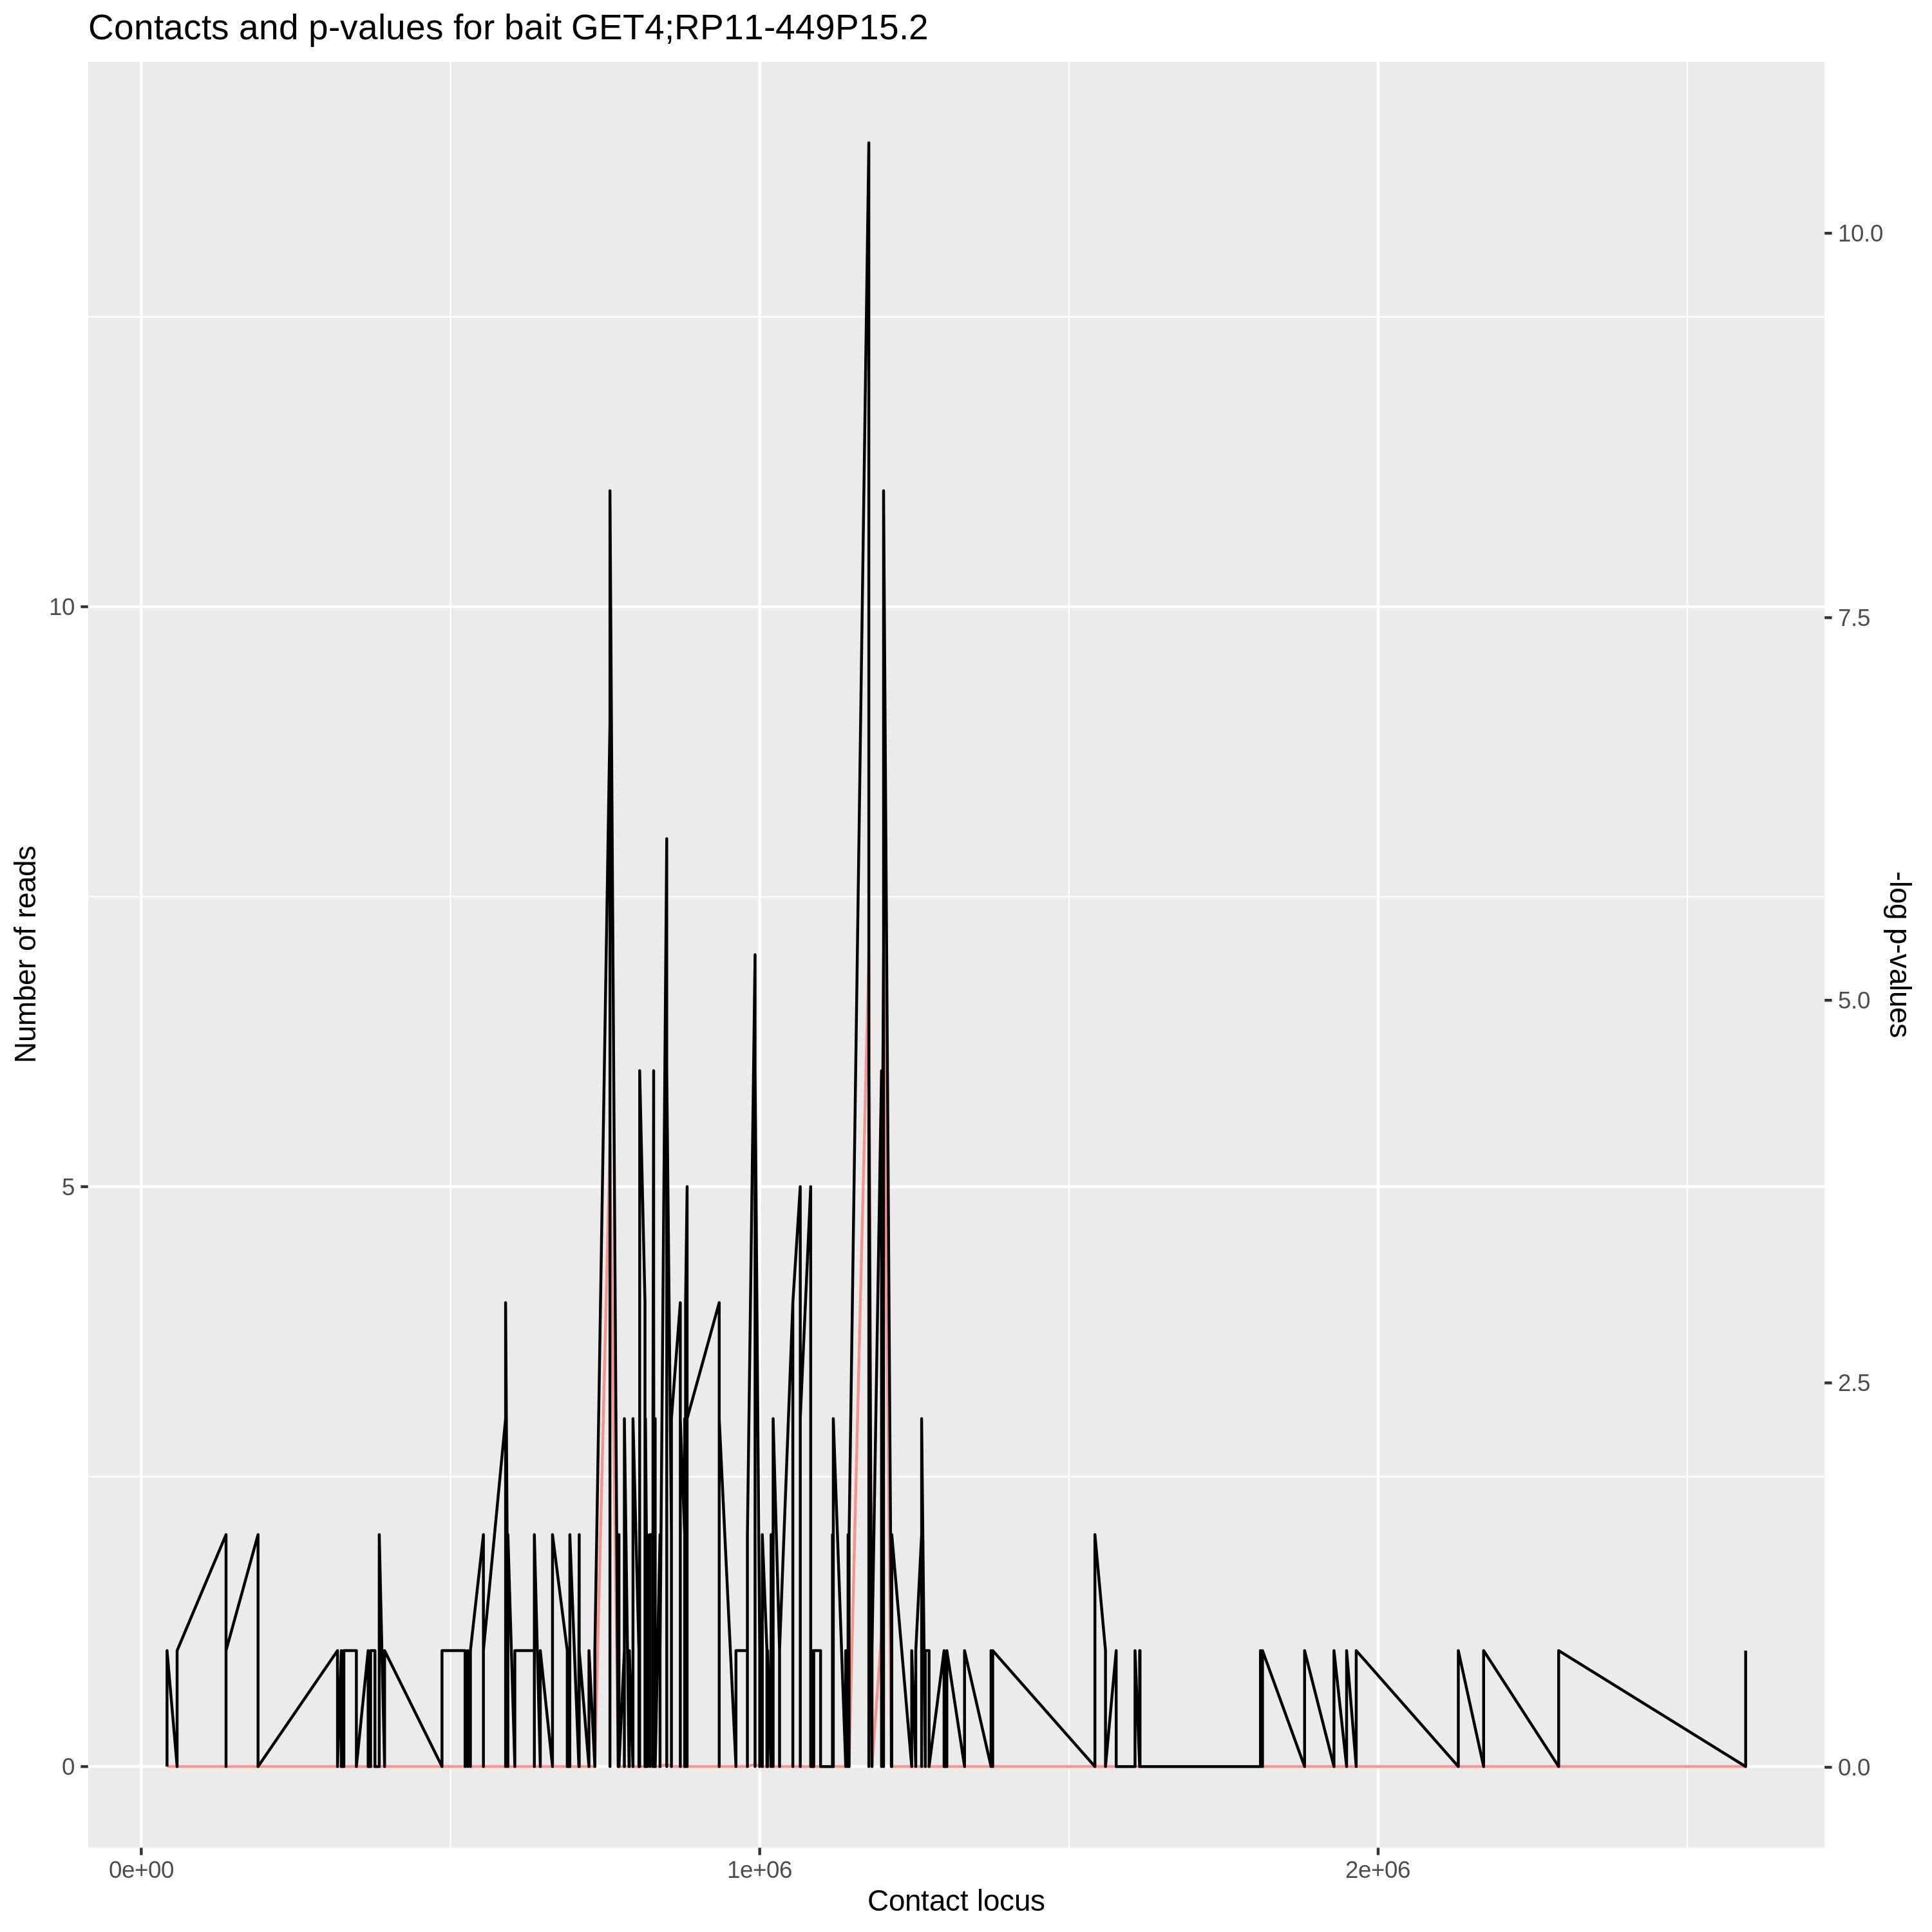 Contacts and p-values for bait GET4;RP11-449P15.2
10.0
10
7.5
Number of reads
-log p-values
5.0
5
2.5
0
0.0
0e+00
1e+06
2e+06
Contact locus